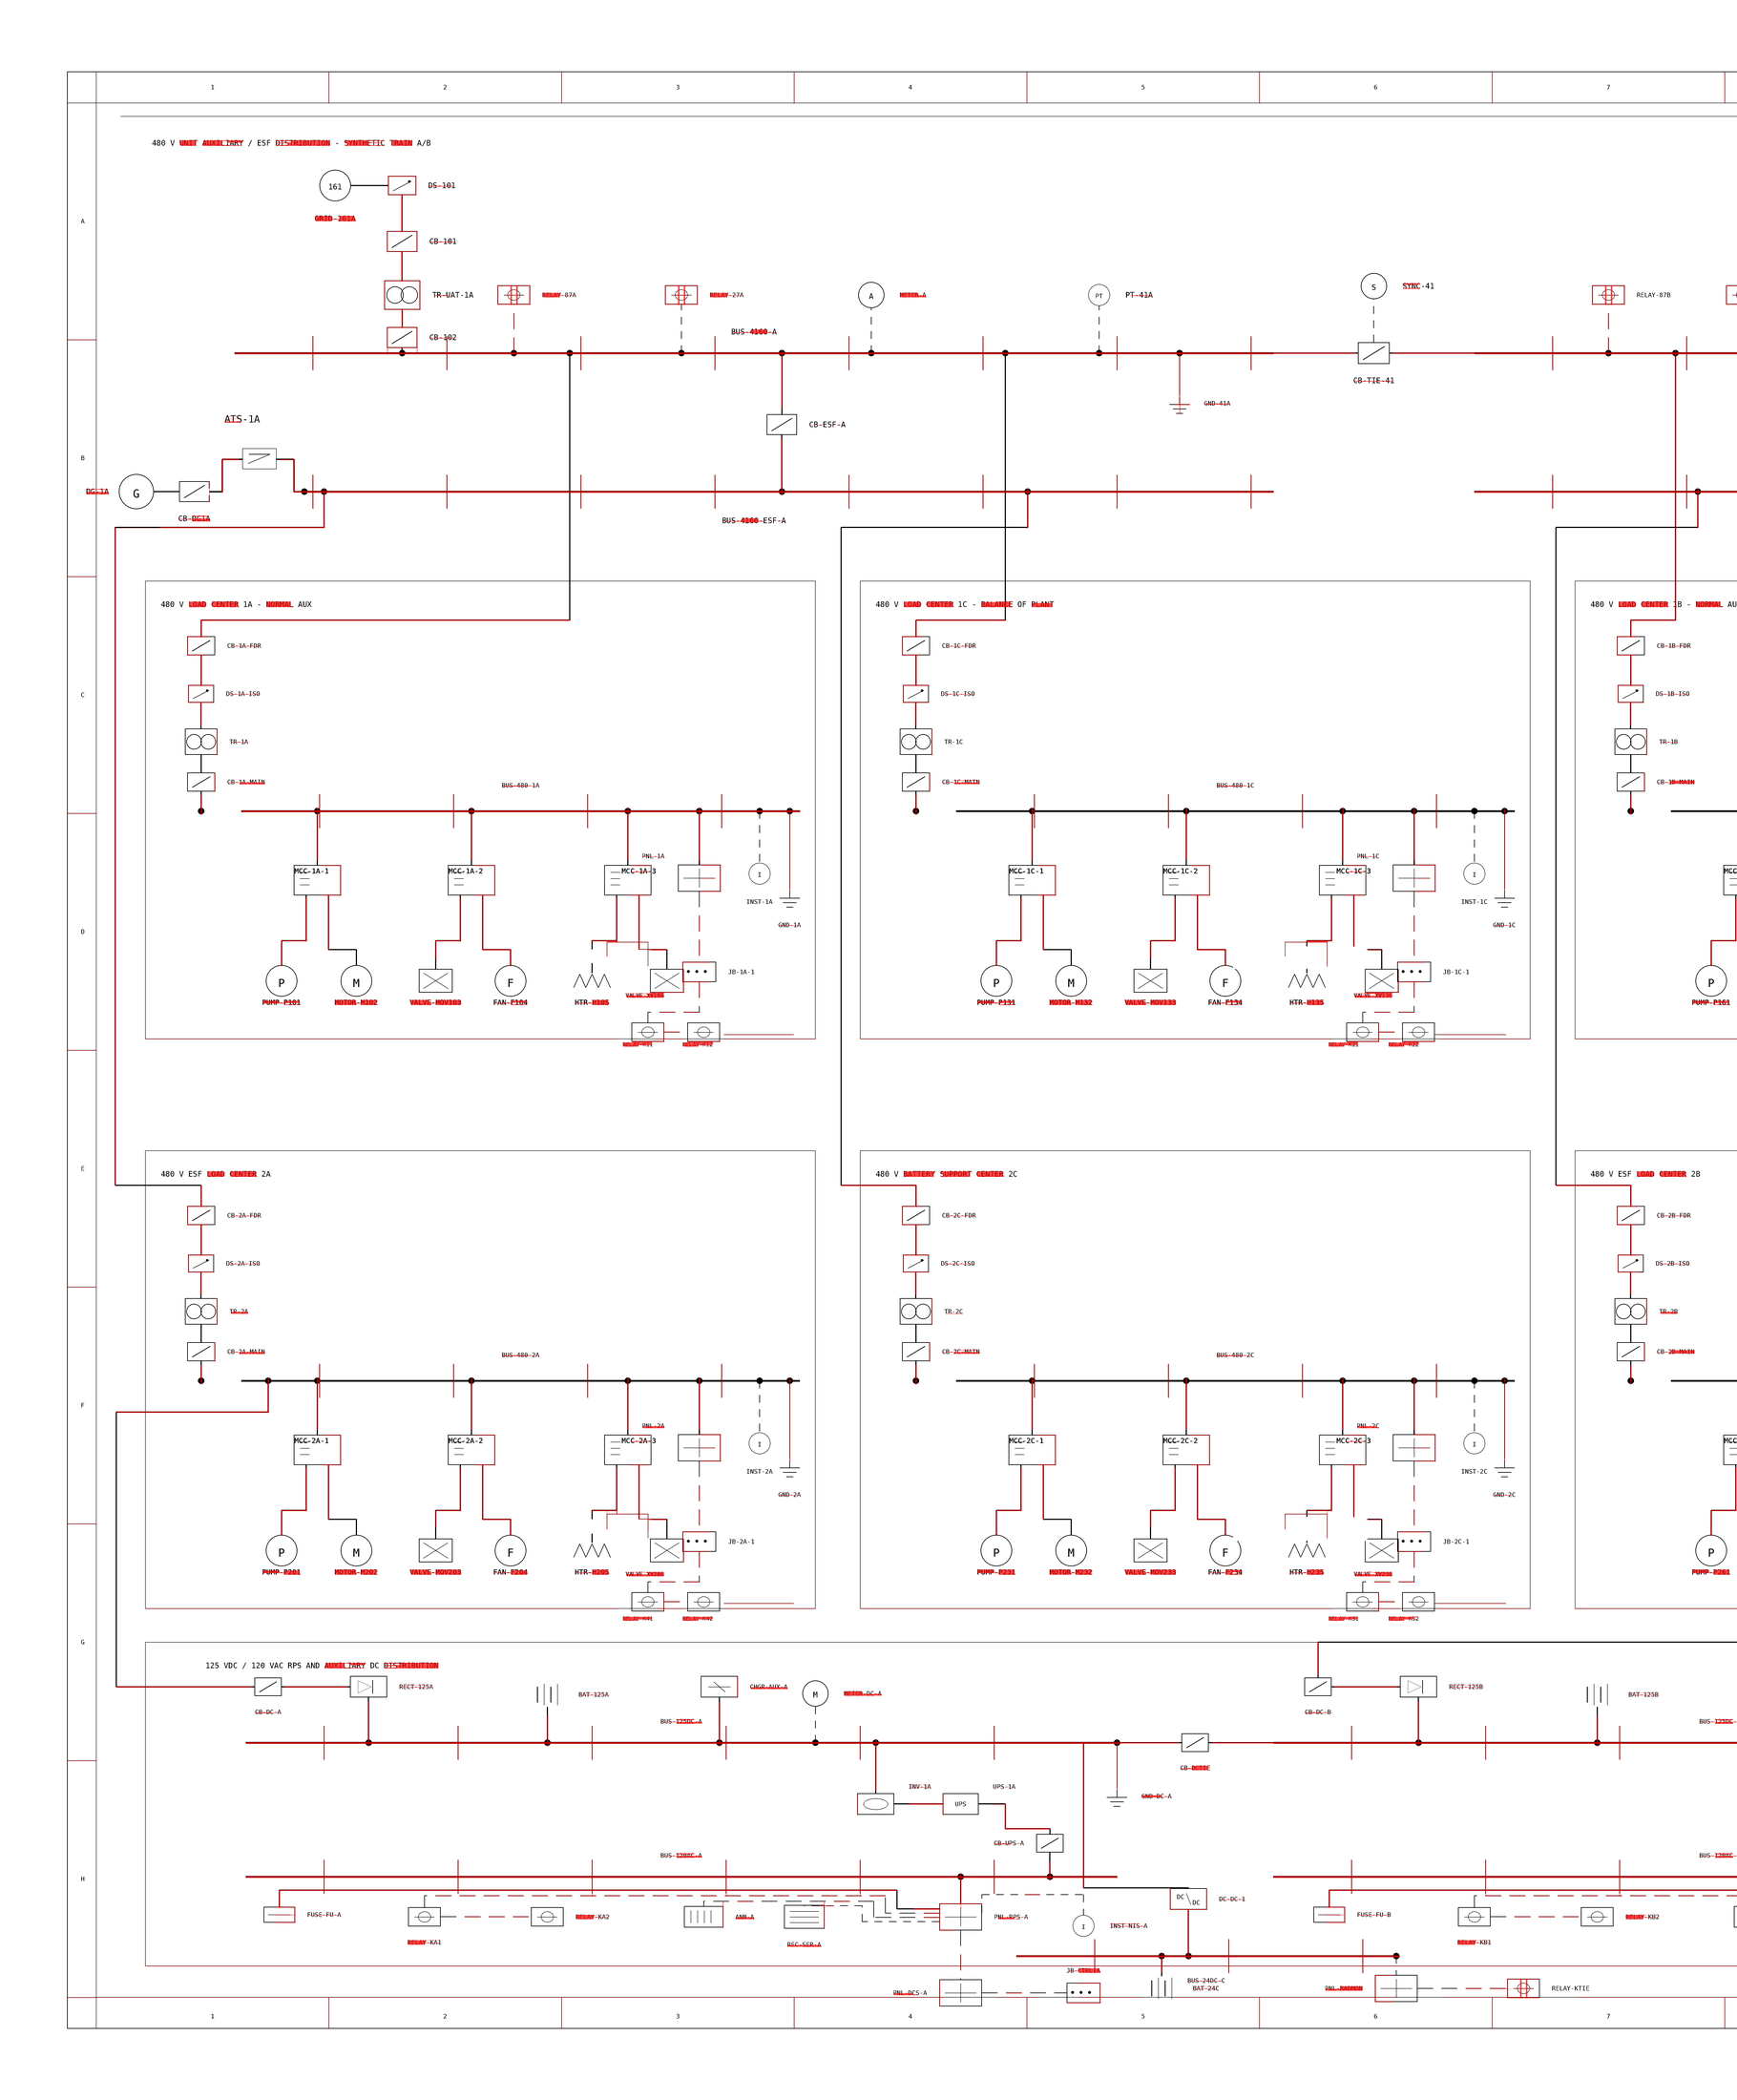 1 2 3 4 5 6 7
480 V UNIT AUXILIARY / ESF DISTRIBUTION - SYNTHETIC TRAIN A/B
161
DS-101
A
GRID-161A
CB-101
S
SYNC-41
TR-UAT-1A
RELAY-87A
RELAY-27A
A
METER-A
PT
PT-41A
RELAY-87B
CB-102
BUS-4160-A
CB-TIE-41
GND-41A
ATS-1A
CB-ESF-A
B
DG-1A
G
CB-DG1A
BUS-4160-ESF-A
480 V LOAD CENTER 1A - NORMAL AUX
480 V LOAD CENTER 1C - BALANCE OF PLANT
480 V LOAD CENTER 1B - NORMAL AU
CB-1A-FDR
CB-1C-FDR
CB-1B-FDR
C
DS-1A-ISO
DS-1C-ISO
DS-1B-ISO
TR-1A
TR-1C
TR-1B
CB-1A-MAIN
BUS-480-1A
CB-1C-MAIN
BUS-480-1C
CB-1B-MAIN
PNL-1A
PNL-1C
MCC-1A-1
MCC-1A-2
MCC-1A-3
I
MCC-1C-1
MCC-1C-2
MCC-1C-3
I
MCC
INST-1A
INST-1C
GND-1A
GND-1C
D
JB-1A-1
JB-1C-1
P M F P M F P
PUMP-P101
MOTOR-M102
VALVE-MOV103
FAN-F104
HTR-H105
PUMP-P131
MOTOR-M132
VALVE-MOV133
FAN-F134
HTR-H135
PUMP-P161
E
480 V ESF LOAD CENTER 2A
480 V BATTERY SUPPORT CENTER 2C
480 V ESF LOAD CENTER 2B
CB-2A-FDR
CB-2C-FDR
CB-2B-FDR
DS-2A-ISO
DS-2C-ISO
DS-2B-ISO
TR-2A
TR-2C
TR-2B
CB-2A-MAIN
BUS-480-2A
CB-2C-MAIN
BUS-480-2C
CB-2B-MAIN
F
PNL-2A
PNL-2C
MCC-2A-1
MCC-2A-2
MCC-2A-3
I
MCC-2C-1
MCC-2C-2
MCC-2C-3
I
MCC
INST-2A
INST-2C
GND-2A
GND-2C
JB-2A-1
JB-2C-1
P M F P M F P
PUMP-P201
MOTOR-M202
VALVE-MOV203
FAN-F204
HTR-H205
PUMP-P231
MOTOR-M232
VALVE-MOV233
FAN-F234
HTR-H235
PUMP-P261
G
125 VDC / 120 VAC RPS AND AUXILIARY DC DISTRIBUTION
RECT-125A
BAT-125A
CHGR-AUX-A
M
METER-DC-A
RECT-125B
BAT-125B
CB-DC-A
CB-DC-B
BUS-125DC-A
BUS-125DC-
CB-DCTIE
INV-1A
UPS-1A
GND-DC-A
UPS
CB-UPS-A
BUS-120AC-A
BUS-120AC-
H
DC DC
DC-DC-1
FUSE-FU-A
RELAY-KA2
ANN-A
PNL-RPS-A
I
INST-NIS-A
FUSE-FU-B
RELAY-KB2
RELAY-KA1
REC-SER-A
RELAY-KB1
BUS-24DC-C
PNL-DCS-A
BAT-24C
RELAY-KTIE
1 2 3 4 5 6 7